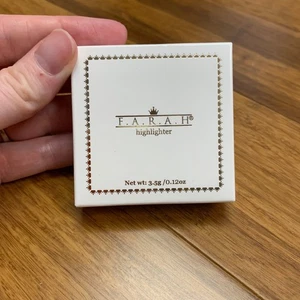 F.A.R.A.H®
highlighter
Net wt: 3.5g /0.12oz